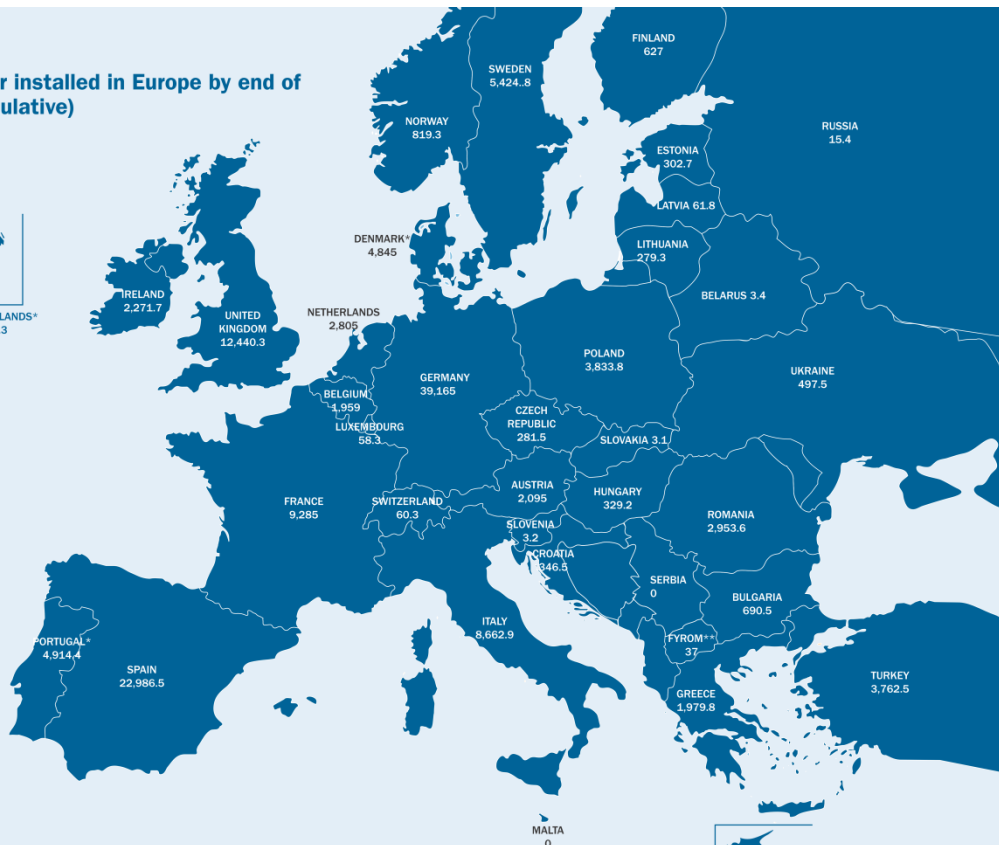 r installed in Europe by end of
ulative)
FINLAND
627
SWEDEN
5,424..8
NORWAY
819.3
RUSSIA
15.4
ESTONIA
302.7
LATVIA 61.8
DENMARK*
4,845
LITHUANIA
279.3
BELARUS 3.4
IRELAND
2,271.7
LANDS*
3
UNITED
KINGDOM
12,440.3
NETHERLANDS
2,805
POLAND
3,833.8
UKRAINE
497.5
GERMANY
39,165
BELGIUM
1,959
LUXEMBOURG
58.3
CZECH
REPUBLIC
281.5
SLOVAKIA 3.1
AUSTRIA
2,095
HUNGARY
329.2
FRANCE
9,285
SWITZERLAND
60.3
ROMANIA
2,953.6
SLOVENIA
3.2
CROATIA
346.5
SERBIA
0
BULGARIA
690.5
ITALY
8,662.9
FYROM**
37
PORTUGAL*
4,914.4
SPAIN
22,986.5
TURKEY
3,762.5
GREECE
1,979.8
MALTA
0